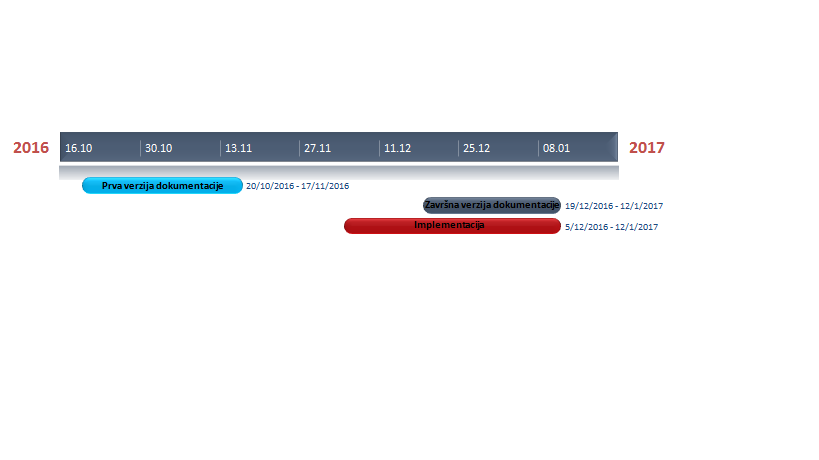 2016 16.10 30.10 13.11 27.11 11.12 25.12 08.01 2017
Prva verzija dokumentacije 20/10/2016 - 17/11/2016
Završna verzija dokumentacije 19/12/2016 - 12/1/2017
Implementacija 5/12/2016 - 12/1/2017